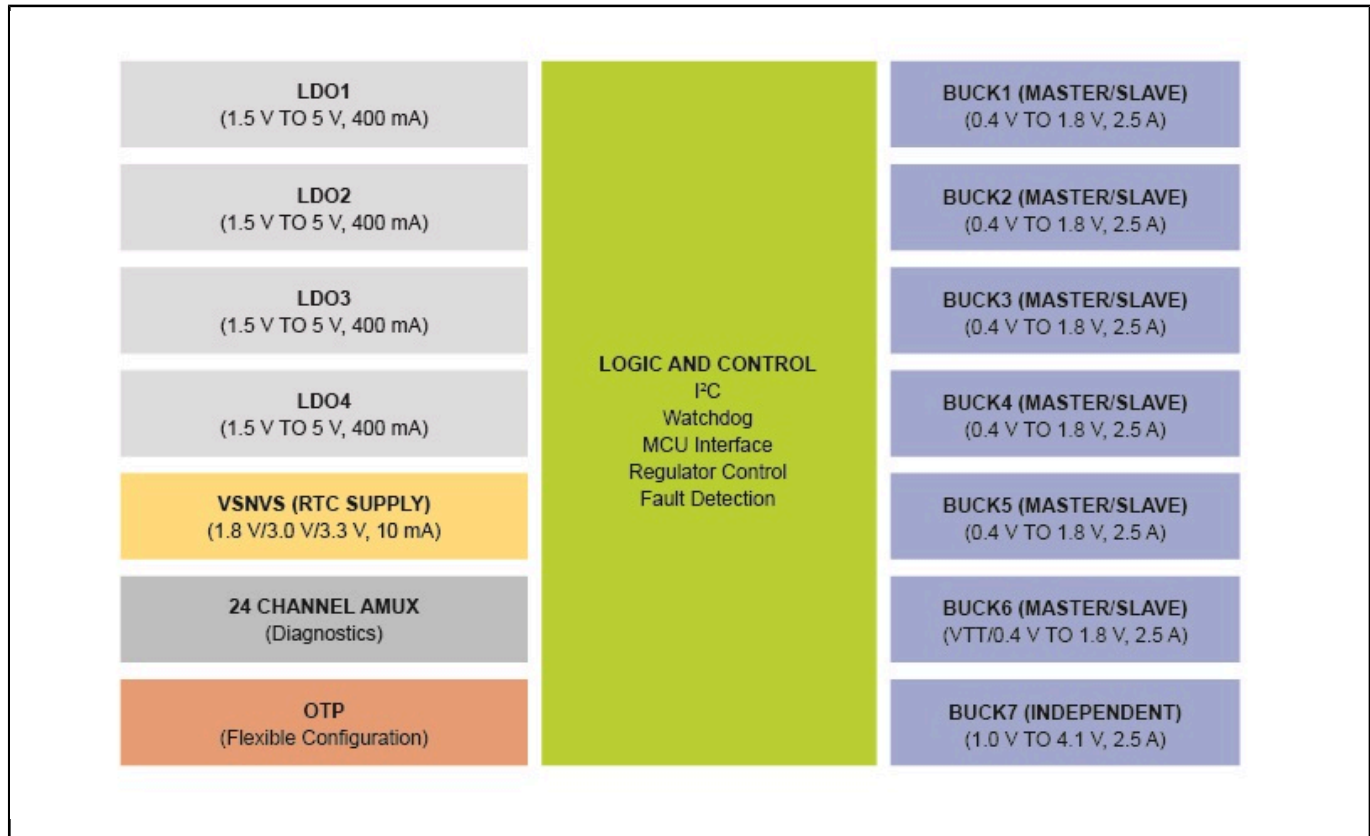 LDO1
(1.5 V TO 5 V, 400 mA)
LDO2
(1.5 V TO 5 V, 400 mA)
LDO3
(1.5 V TO 5 V, 400 mA)
LDO4
(1.5 V TO 5 V, 400 mA)
VSNVS (RTC SUPPLY)
(1.8 V/3.0 V/3.3 V, 10 mA)
24 CHANNEL AMUX
(Diagnostics)
OTP
(Flexible Configuration)
LOGIC AND CONTROL
I²C
Watchdog
MCU Interface
Regulator Control
Fault Detection
BUCK1 (MASTER/SLAVE)
(0.4 V TO 1.8 V, 2.5 A)
BUCK2 (MASTER/SLAVE)
(0.4 V TO 1.8 V, 2.5 A)
BUCK3 (MASTER/SLAVE)
(0.4 V TO 1.8 V, 2.5 A)
BUCK4 (MASTER/SLAVE)
(0.4 V TO 1.8 V, 2.5 A)
BUCK5 (MASTER/SLAVE)
(0.4 V TO 1.8 V, 2.5 A)
BUCK6 (MASTER/SLAVE)
(VTT/0.4 V TO 1.8 V, 2.5 A)
BUCK7 (INDEPENDENT)
(1.0 V TO 4.1 V, 2.5 A)